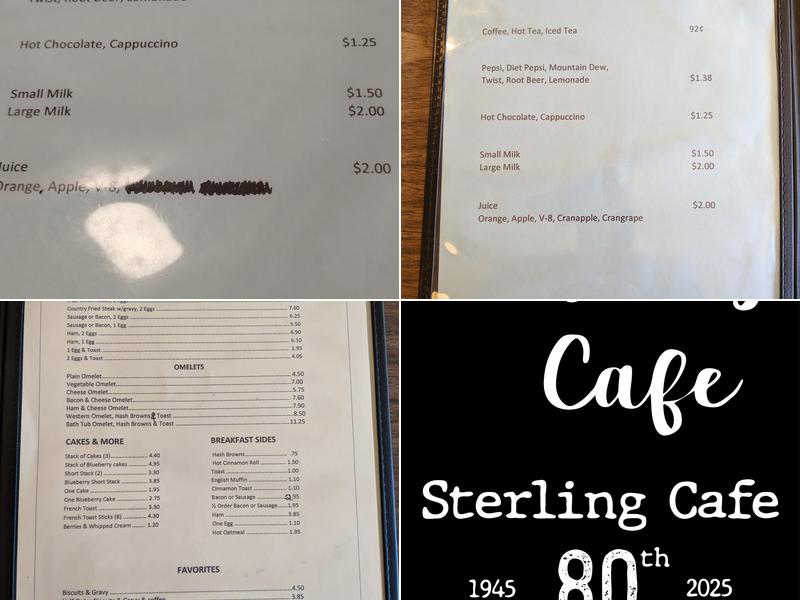 Hot Chocolate, Cappuccino $1.25
Small Milk $1.50
Large Milk $2.00
Juice $2.00
Orange, Apple, V-8,
Coffee, Hot Tea, Iced Tea 92¢
Pepsi, Diet Pepsi, Mountain Dew,
Twist, Root Beer, Lemonade $1.38
Hot Chocolate, Cappuccino $1.25
Small Milk $1.50
Large Milk $2.00
Juice $2.00
Orange, Apple, V-8, Cranapple, Crangrape
Country Fried Steak w/gravy, 2 Eggs 7.60
Sausage or Bacon, 2 Eggs 6.25
Sausage or Bacon, 1 Egg 5.50
Ham, 2 Eggs 6.90
Ham, 1 Egg 6.10
1 Egg & Toast
2 Eggs & Toast 4.05
OMELETS
Plain Omelet 4.50
Vegetable Omelet 7.00
Cheese Omelet 5.75
Bacon & Cheese Omelet 7.60
Ham & Cheese Omelet 7.90
Western Omelet, Hash Browns & Toast 8.50
Bath Tub Omelet, Hash Browns & Toast 11.25
CAKES & MORE
Stack of Cakes (3) 4.40
Stack of Blueberry cakes 4.95
Short Stack (2) 3.30
Blueberry Short Stack 3.85
One Cake 1.95
One Blueberry Cake 2.75
French Toast 3.30
French Toast Sticks (8) 4.30
Berries & Whipped Cream 1.20
BREAKFAST SIDES
Hash Browns .75
Hot Cinnamon Roll 1.50
Toast 1.00
English Muffin 1.10
Cinnamon Toast 1.10
Bacon or Sausage
½ Order Bacon or Sausage 1.95
Ham 3.85
One Egg 1.10
Hot Oatmeal 1.95
FAVORITES
Biscuits & Gravy 4.50
Cafe
Sterling Cafe
80th
1945 2025